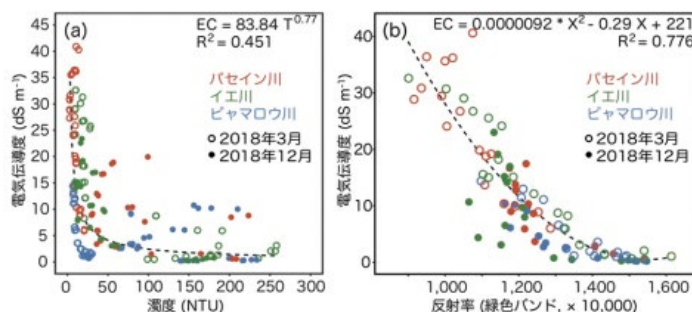 (a)
EC = 83.84 T^0.77
R² = 0.451
パセイン川
イエ川
ピャマロウ川
2018年3月
2018年12月
電気伝導度 (dS m⁻¹)
45
40
35
30
25
20
15
10
5
0
0 50 100 150 200 250 300
濁度 (NTU)
(b)
EC = 0.0000092 * X² - 0.29 X + 221
R² = 0.776
パセイン川
イエ川
ピャマロウ川
2018年3月
2018年12月
電気伝導度 (dS m⁻¹)
40
30
20
10
0
1,000 1,200 1,400 1,600
反射率 (緑色バンド, × 10,000)